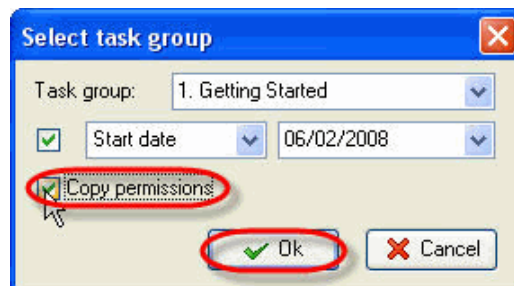 Select task group
Task group: 1. Getting Started
Start date 06/02/2008
Copy permissions
Ok Cancel